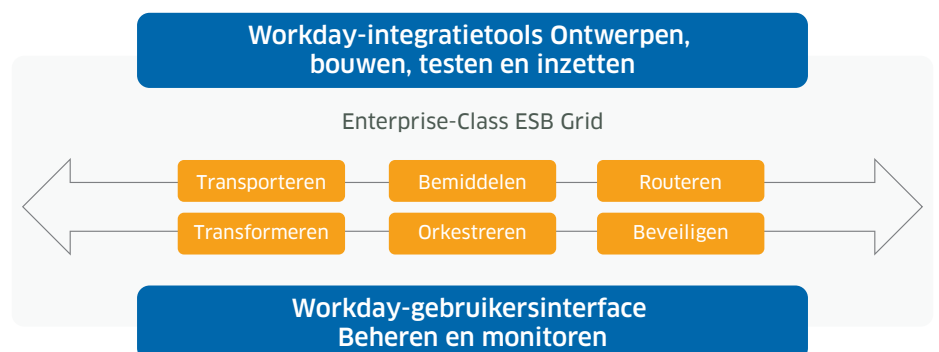 Workday-integratietools Ontwerpen,
bouwen, testen en inzetten
Enterprise-Class ESB Grid
Transporteren
Bemiddelen
Routeren
Transformeren
Orkestreren
Beveiligen
Workday-gebruikersinterface
Beheren en monitoren